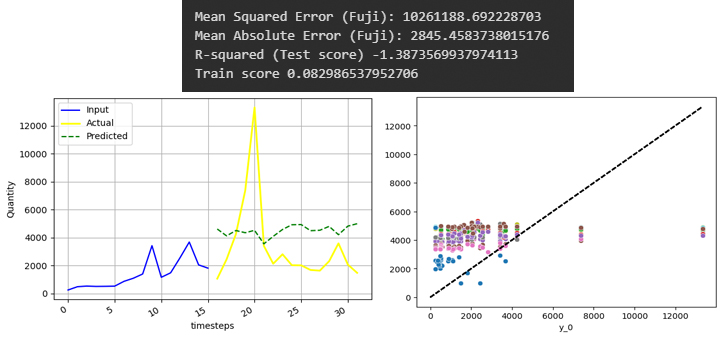 Mean Squared Error (Fuji): 10261188.692228703
Mean Absolute Error (Fuji): 2845.4583738015176
R-squared (Test score) -1.3873569937974113
Train score 0.082986537952706
Input
Actual
Predicted
Quantity
12000
10000
8000
6000
4000
2000
0
0
5
10
15
20
25
30
timesteps
12000
10000
8000
6000
4000
2000
0
0
2000
4000
6000
8000
10000
12000
y_0